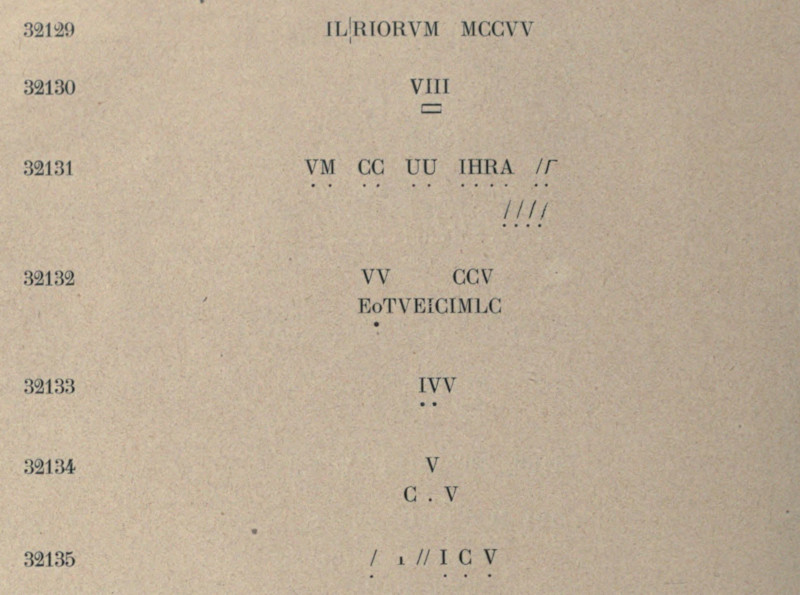 32129 IL|RIORVM MCCVV
32130 VIII
32131 VM CC UU IHRA //Γ
////
32132 VV CCV
EoTVEICIMLC
32133 IVV
32134 V
C . V
32135 / ı // I C V